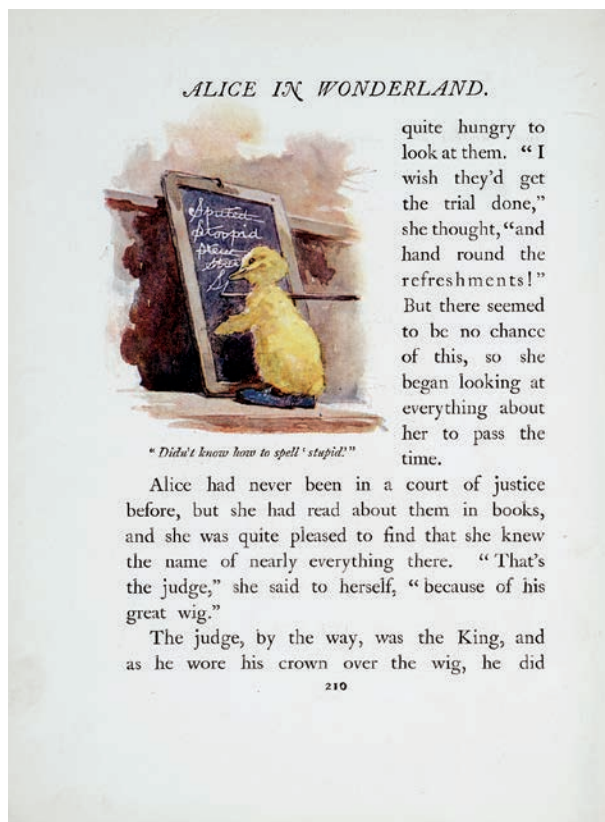 ALICE IN WONDERLAND.
Sputed
Stoopid
quite hungry to
look at them. “ I
wish they’d get
the trial done,”
she thought, “and
hand round the
refreshments!”
But there seemed
to be no chance
of this, so she
began looking at
everything about
her to pass the
time.
“ Didn’t know how to spell ‘ stupid.’ ”
Alice had never been in a court of justice
before, but she had read about them in books,
and she was quite pleased to find that she knew
the name of nearly everything there. “ That’s
the judge,” she said to herself, “ because of his
great wig.”
The judge, by the way, was the King, and
as he wore his crown over the wig, he did
210